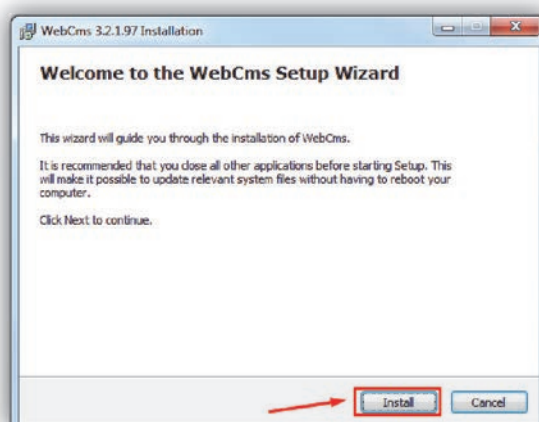 WebCms 3.2.1.97 Installation
Welcome to the WebCms Setup Wizard
This wizard will guide you through the installation of WebCms.
It is recommended that you close all other applications before starting Setup. This
will make it possible to update relevant system files without having to reboot your
computer.
Click Next to continue.
Install Cancel